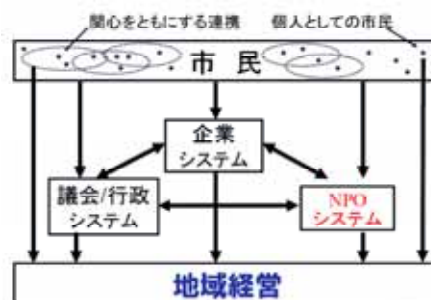 関心をともにする連携
個人としての市民
市 民
企業
システム
議会/行政
システム
NPO
システム
地域経営